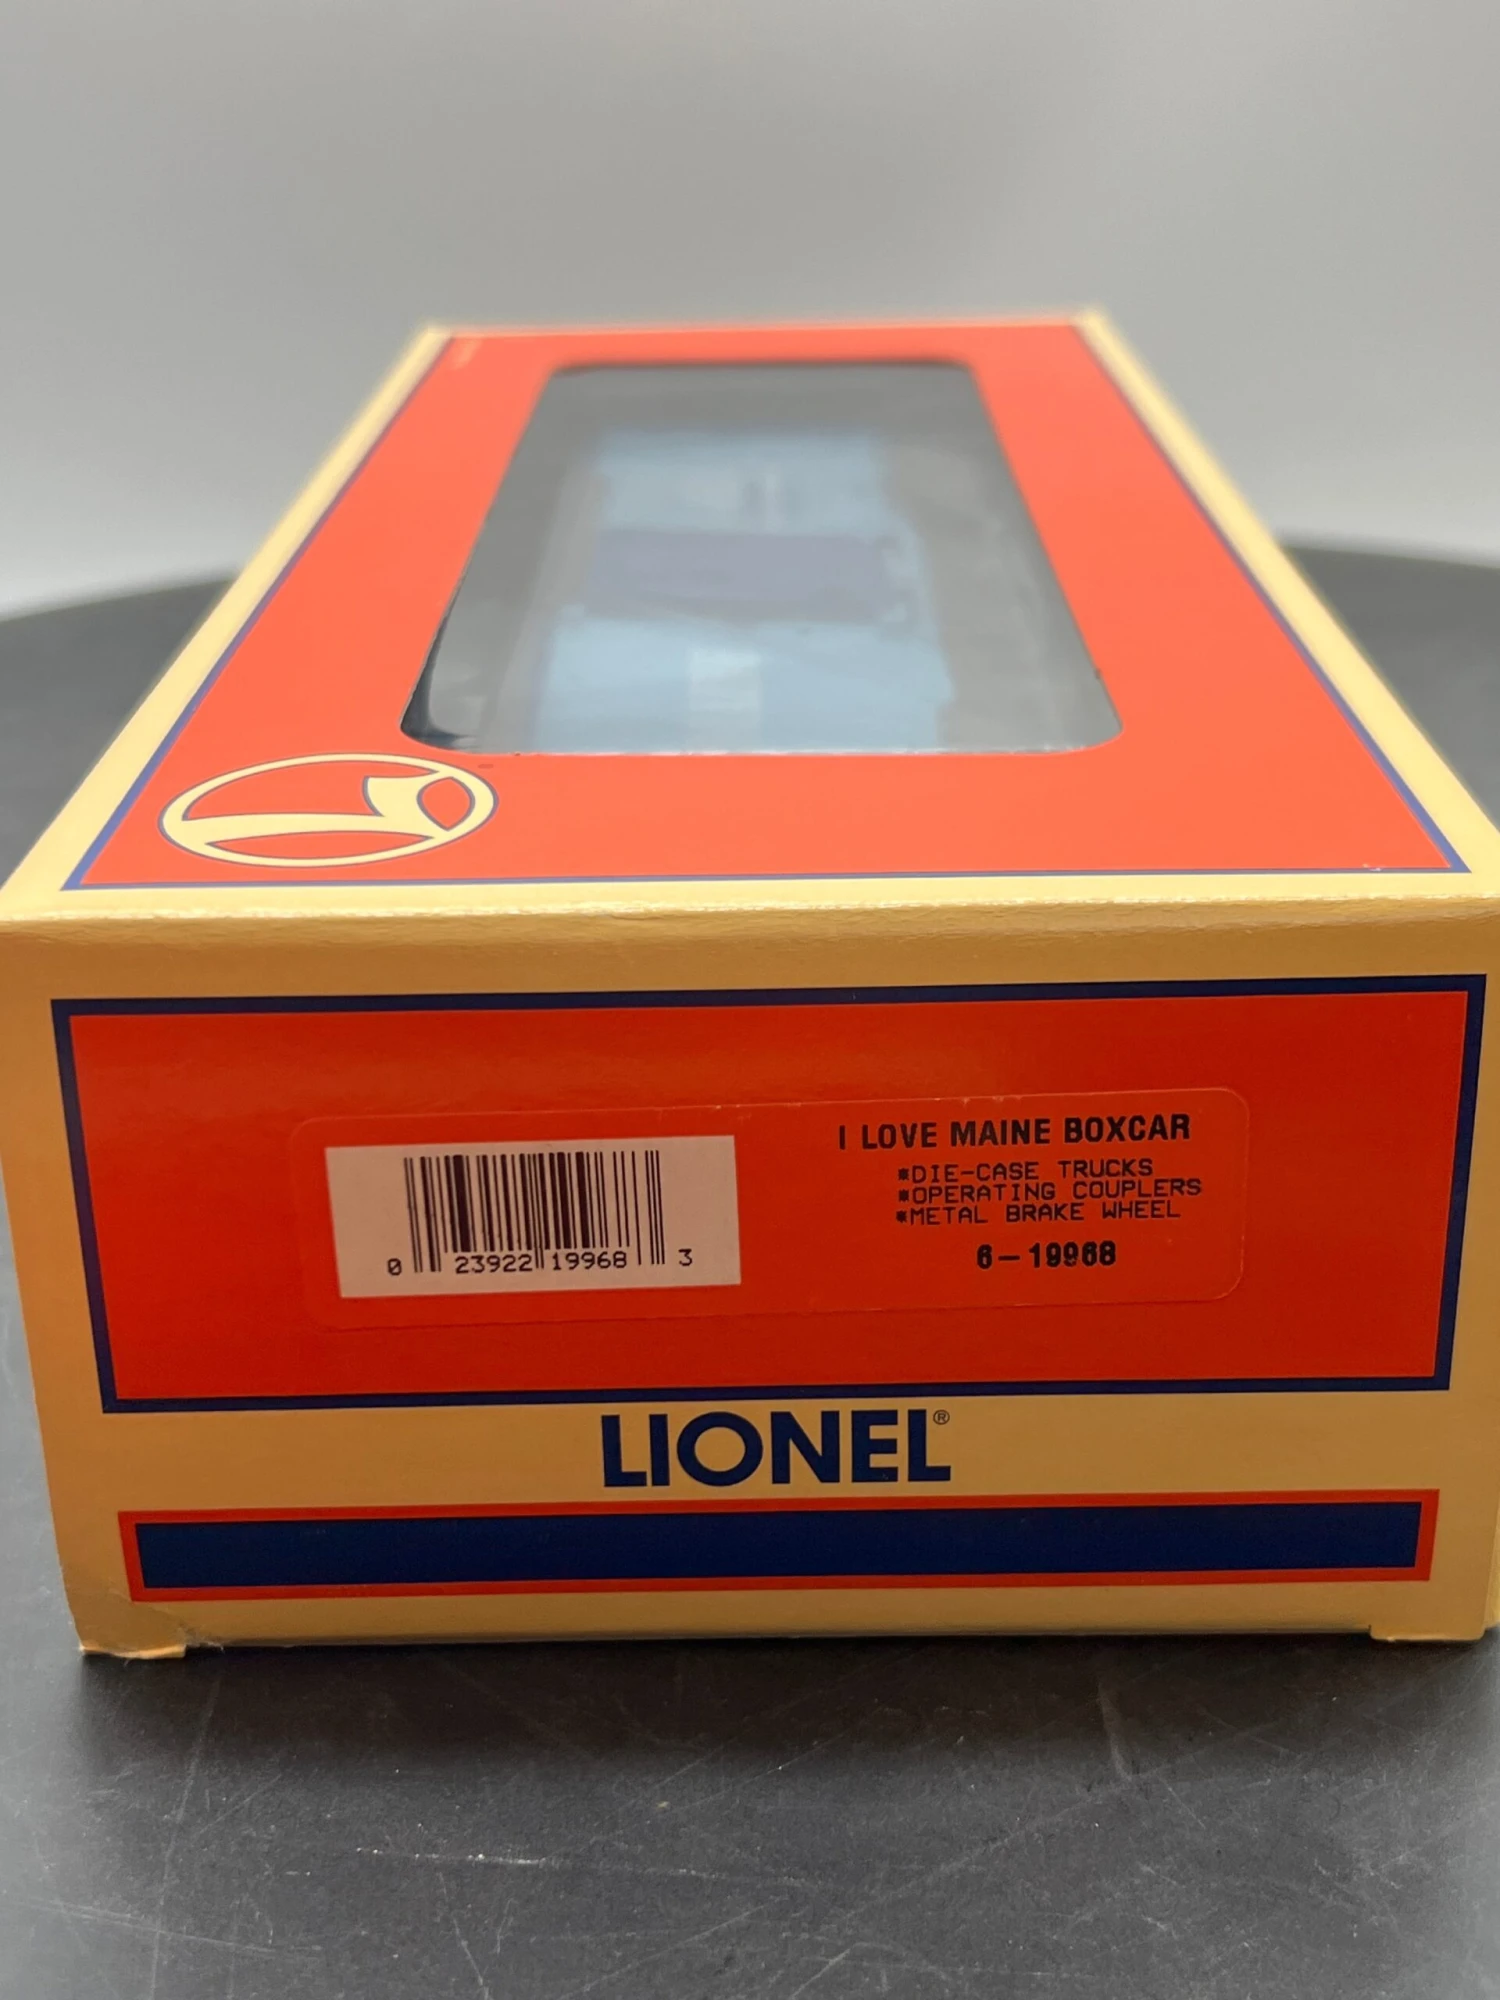 I LOVE MAINE BOXCAR
*DIE-CASE TRUCKS
*OPERATING COUPLERS
*METAL BRAKE WHEEL
6-19968
0 23922 19968 3
LIONEL®